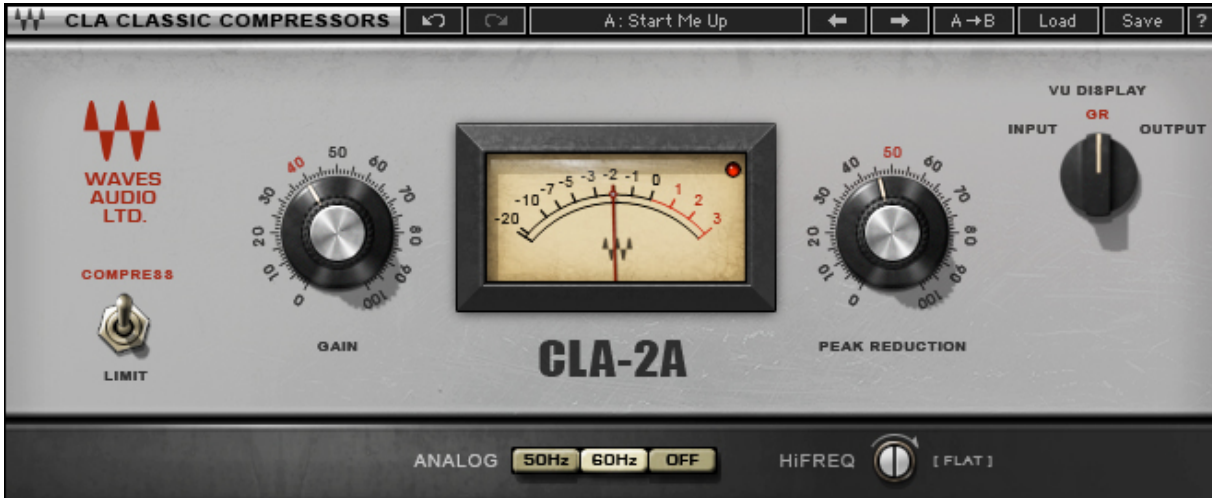 CLA CLASSIC COMPRESSORS A: Start Me Up A→B Load Save ?
VU DISPLAY
INPUT GR OUTPUT
WAVES
AUDIO
LTD.
COMPRESS
LIMIT
0 10 20 30 40 50 60 70 80 90 100
GAIN
-20 -10 -7 -5 -3 -2 -1 0 1 2 3
CLA-2A
0 10 20 30 40 50 60 70 80 90 100
PEAK REDUCTION
ANALOG 50Hz 60Hz OFF HiFREQ [ FLAT ]